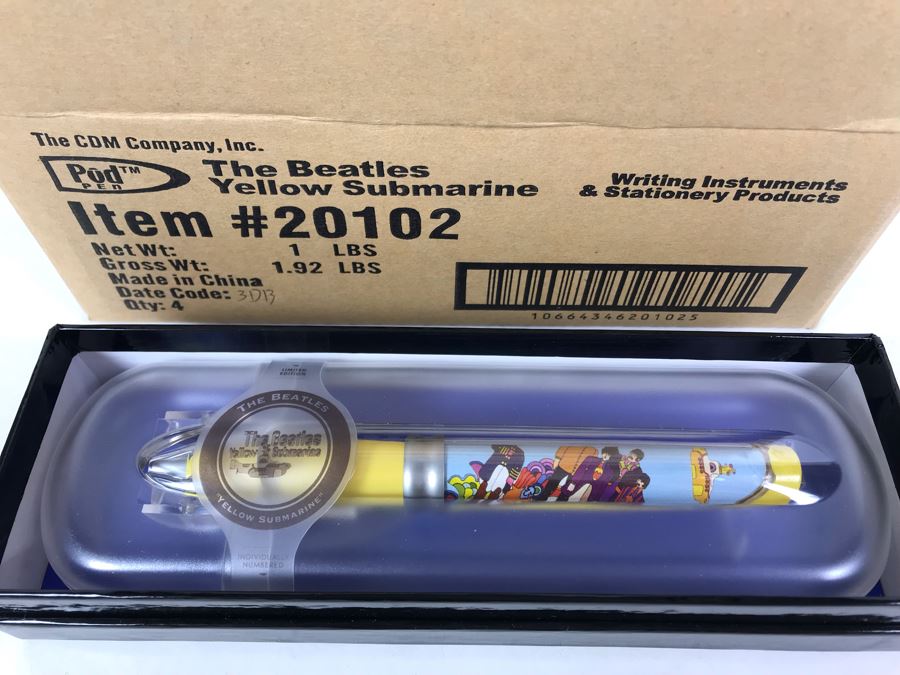 The CDM Company, Inc.
Pod™
PEN
The Beatles
Yellow Submarine
Writing Instruments
& Stationery Products
Item #20102
Net Wt: 1 LBS
Gross Wt: 1.92 LBS
Made in China
Date Code: 3DB
Qty: 4
10664346201025
LIMITED
EDITION
THE BEATLES
The Beatles
Yellow Submarine
"YELLOW SUBMARINE"
INDIVIDUALLY
NUMBERED